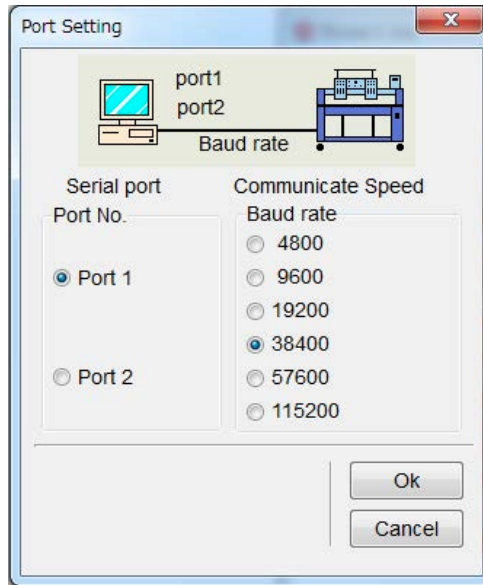 Port Setting
port1
port2
Baud rate
Serial port
Communicate Speed
Port No.
Port 1
Port 2
Baud rate
4800
9600
19200
38400
57600
115200
Ok
Cancel